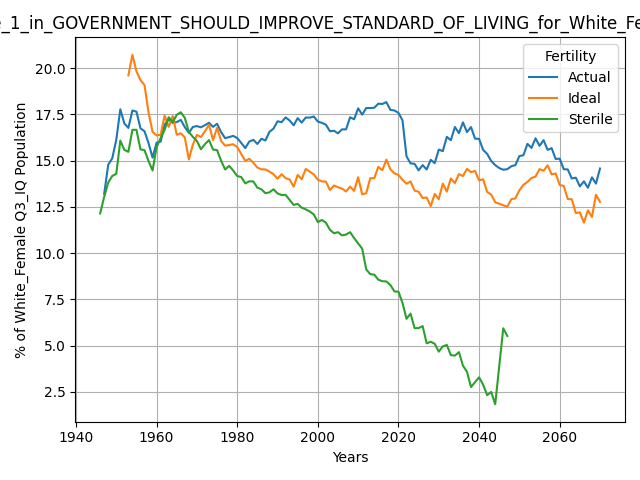 _1_in_GOVERNMENT_SHOULD_IMPROVE_STANDARD_OF_LIVING_for_White_Fe
Fertility
Actual
Ideal
Sterile
% of White_Female Q3_IQ Population
20.0
17.5
15.0
12.5
10.0
7.5
5.0
2.5
1940
1960
1980
2000
2020
2040
2060
Years